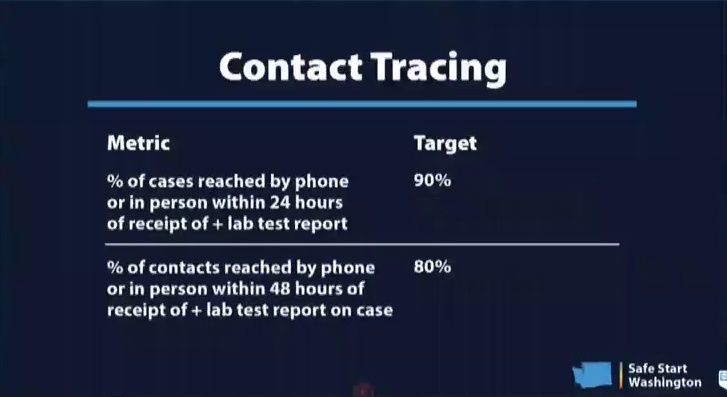 Contact Tracing
Metric
Target
% of cases reached by phone
or in person within 24 hours
of receipt of + lab test report
90%
% of contacts reached by phone
or in person within 48 hours of
receipt of + lab test report on case
80%
Safe Start
Washington